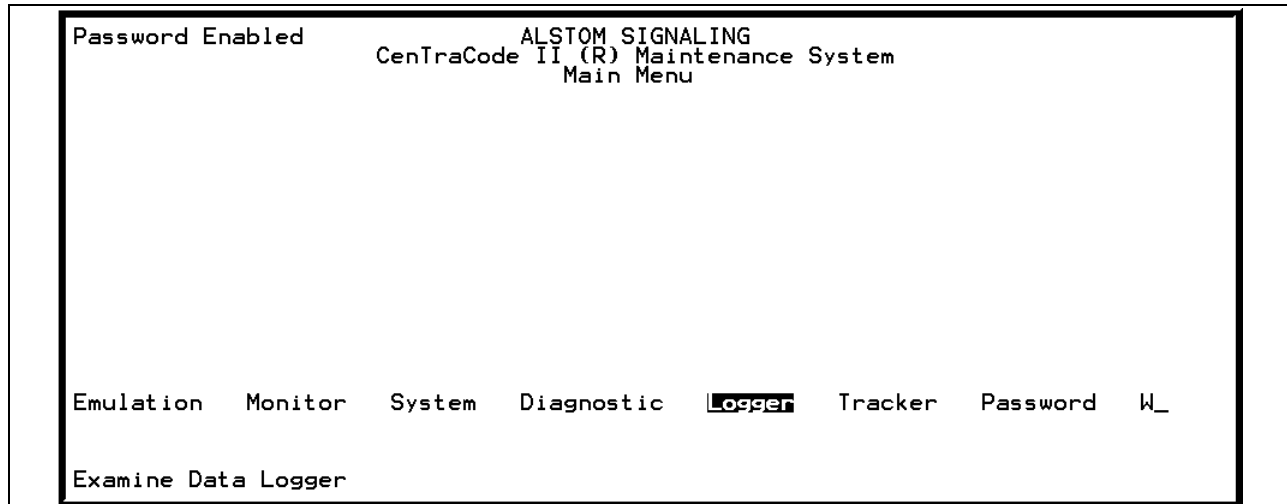 Password Enabled ALSTOM SIGNALING
CenTraCode II (R) Maintenance System
Main Menu
Emulation Monitor System Diagnostic Logger Tracker Password W_
Examine Data Logger